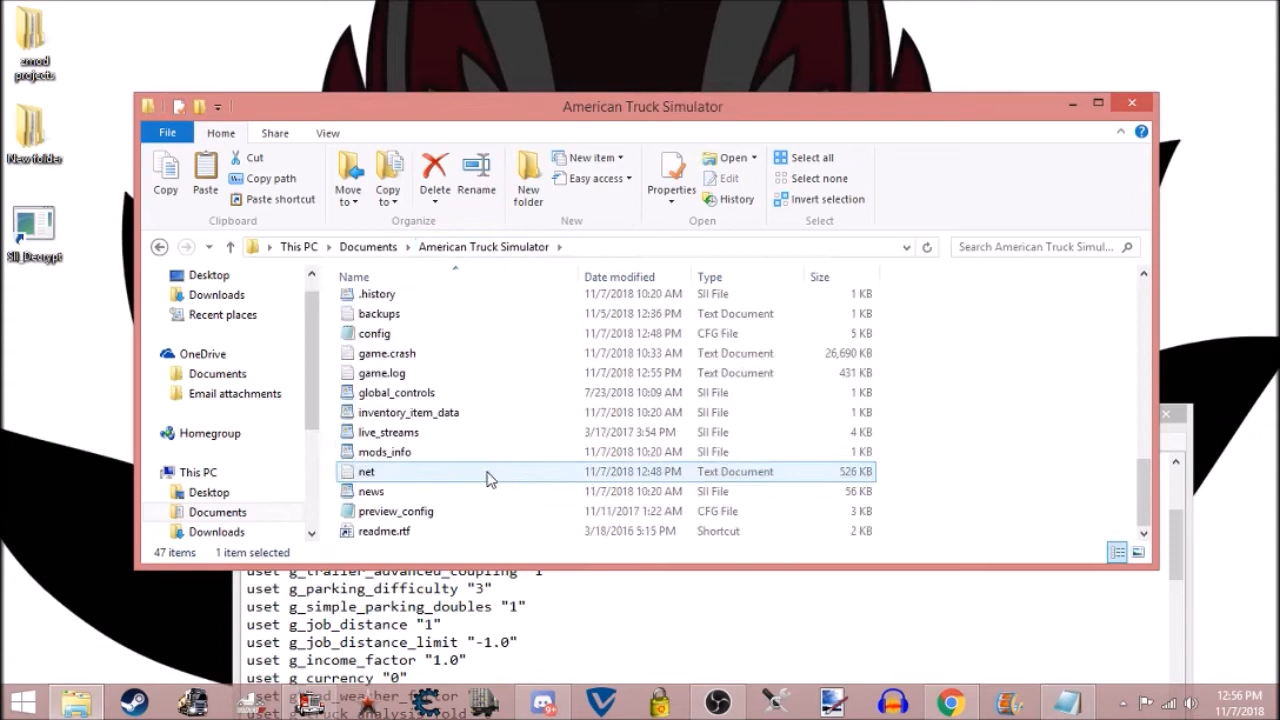 zmod
projects
New folder
SII_Decrypt
American Truck Simulator
File Home Share View
Copy
Paste
Cut
Copy path
Paste shortcut
Clipboard
Move to
Copy to
Delete
Rename
Organize
New folder
New item
Easy access
New
Properties
Open
Edit
History
Open
Select all
Select none
Invert selection
Select
This PC Documents American Truck Simulator
Search American Truck Simul...
Desktop
Downloads
Recent places
OneDrive
Documents
Email attachments
Homegroup
This PC
Desktop
Documents
Downloads
Name Date modified Type Size
.history 11/7/2018 10:20 AM SII File 1 KB
backups 11/5/2018 12:36 PM Text Document 1 KB
config 11/7/2018 12:48 PM CFG File 5 KB
game.crash 11/7/2018 10:33 AM Text Document 26,690 KB
game.log 11/7/2018 12:55 PM Text Document 431 KB
global_controls 7/23/2018 10:09 AM SII File 1 KB
inventory_item_data 11/7/2018 10:20 AM SII File 1 KB
live_streams 3/17/2017 3:54 PM SII File 4 KB
mods_info 11/7/2018 10:20 AM SII File 1 KB
net 11/7/2018 12:48 PM Text Document 526 KB
news 11/7/2018 10:20 AM SII File 56 KB
preview_config 11/11/2017 1:22 AM CFG File 3 KB
readme.rtf 3/18/2016 5:15 PM Shortcut 2 KB
47 items 1 item selected
uset g_trailer_advanced_coupling "1
uset g_parking_difficulty "3"
uset g_simple_parking_doubles "1"
uset g_job_distance "1"
uset g_job_distance_limit "-1.0"
uset g_income_factor "1.0"
uset g_currency "0"
12:56 PM
11/7/2018